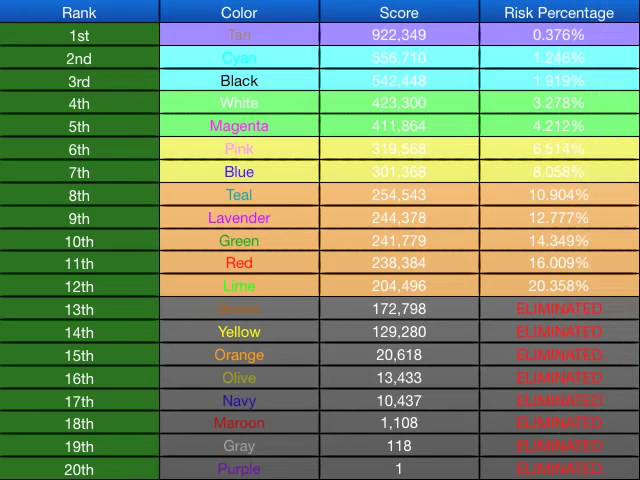 Rank Color Score Risk Percentage
1st Tan 922,349 0.376%
2nd Cyan 556,710 1.246%
3rd Black 542,448 1.919%
4th White 423,300 3.278%
5th Magenta 411,864 4.212%
6th Pink 319,568 6.514%
7th Blue 301,368 8.058%
8th Teal 254,543 10.904%
9th Lavender 244,378 12.777%
10th Green 241,779 14.349%
11th Red 238,384 16.009%
12th Lime 204,496 20.358%
13th Brown 172,798 ELIMINATED
14th Yellow 129,280 ELIMINATED
15th Orange 20,618 ELIMINATED
16th Olive 13,433 ELIMINATED
17th Navy 10,437 ELIMINATED
18th Maroon 1,108 ELIMINATED
19th Gray 118 ELIMINATED
20th Purple 1 ELIMINATED